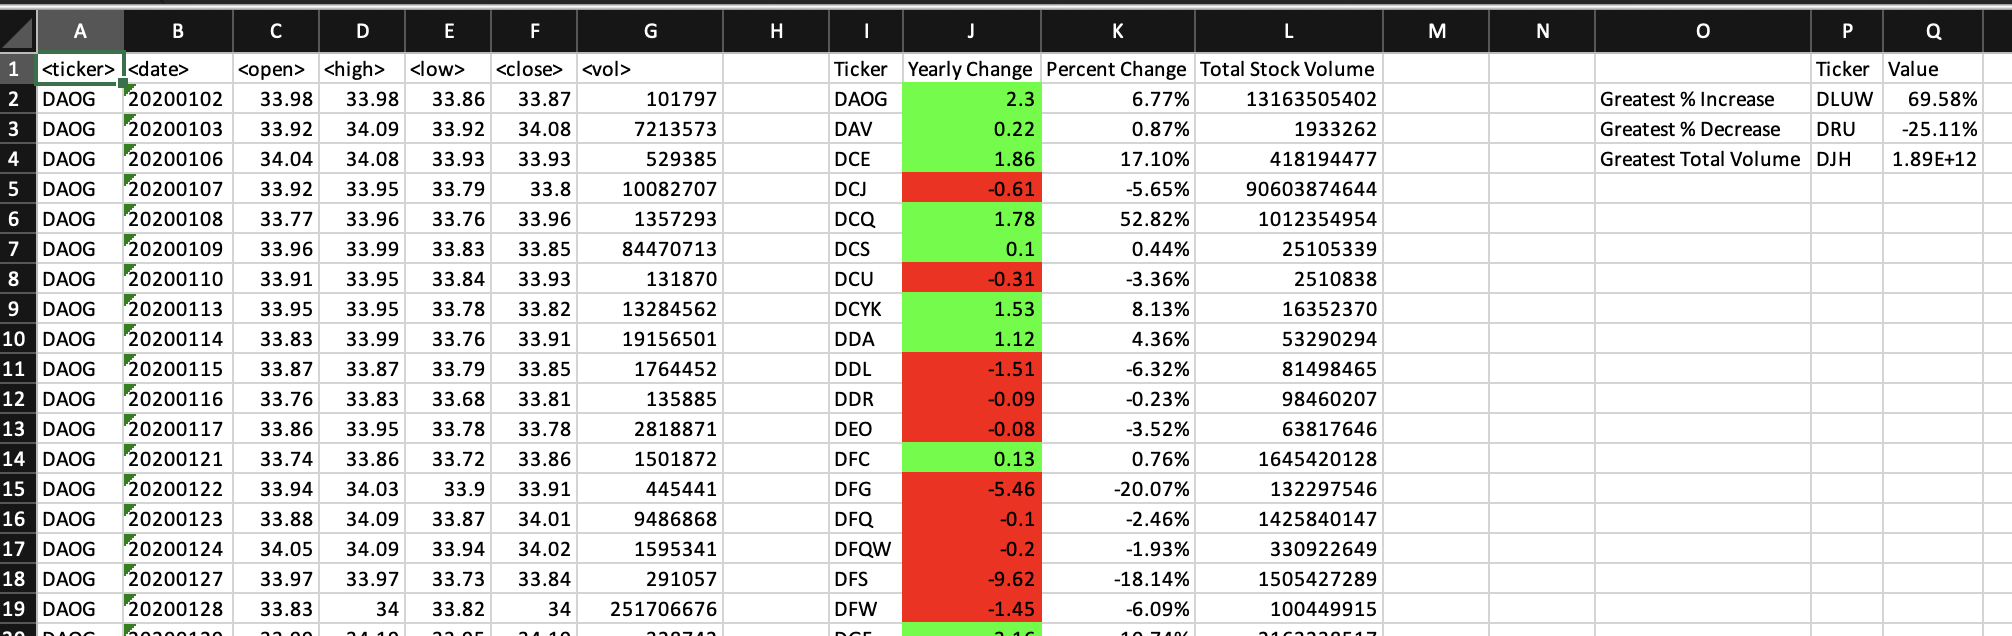 A B C D E F G H I J K L M N O P Q
1 <ticker> <date> <open> <high> <low> <close> <vol> Ticker Yearly Change Percent Change Total Stock Volume Ticker Value
2 DAOG 20200102 33.98 33.98 33.86 33.87 101797 DAOG 2.3 6.77% 13163505402 Greatest % Increase DLUW 69.58%
3 DAOG 20200103 33.92 34.09 33.92 34.08 7213573 DAV 0.22 0.87% 1933262 Greatest % Decrease DRU -25.11%
4 DAOG 20200106 34.04 34.08 33.93 33.93 529385 DCE 1.86 17.10% 418194477 Greatest Total Volume DJH 1.89E+12
5 DAOG 20200107 33.92 33.95 33.79 33.8 10082707 DCJ -0.61 -5.65% 90603874644
6 DAOG 20200108 33.77 33.96 33.76 33.96 1357293 DCQ 1.78 52.82% 1012354954
7 DAOG 20200109 33.96 33.99 33.83 33.85 84470713 DCS 0.1 0.44% 25105339
8 DAOG 20200110 33.91 33.95 33.84 33.93 131870 DCU -0.31 -3.36% 2510838
9 DAOG 20200113 33.95 33.95 33.78 33.82 13284562 DCYK 1.53 8.13% 16352370
10 DAOG 20200114 33.83 33.99 33.76 33.91 19156501 DDA 1.12 4.36% 53290294
11 DAOG 20200115 33.87 33.87 33.79 33.85 1764452 DDL -1.51 -6.32% 81498465
12 DAOG 20200116 33.76 33.83 33.68 33.81 135885 DDR -0.09 -0.23% 98460207
13 DAOG 20200117 33.86 33.95 33.78 33.78 2818871 DEO -0.08 -3.52% 63817646
14 DAOG 20200121 33.74 33.86 33.72 33.86 1501872 DFC 0.13 0.76% 1645420128
15 DAOG 20200122 33.94 34.03 33.9 33.91 445441 DFG -5.46 -20.07% 132297546
16 DAOG 20200123 33.88 34.09 33.87 34.01 9486868 DFQ -0.1 -2.46% 1425840147
17 DAOG 20200124 34.05 34.09 33.94 34.02 1595341 DFQW -0.2 -1.93% 330922649
18 DAOG 20200127 33.97 33.97 33.73 33.84 291057 DFS -9.62 -18.14% 1505427289
19 DAOG 20200128 33.83 34 33.82 34 251706676 DFW -1.45 -6.09% 100449915